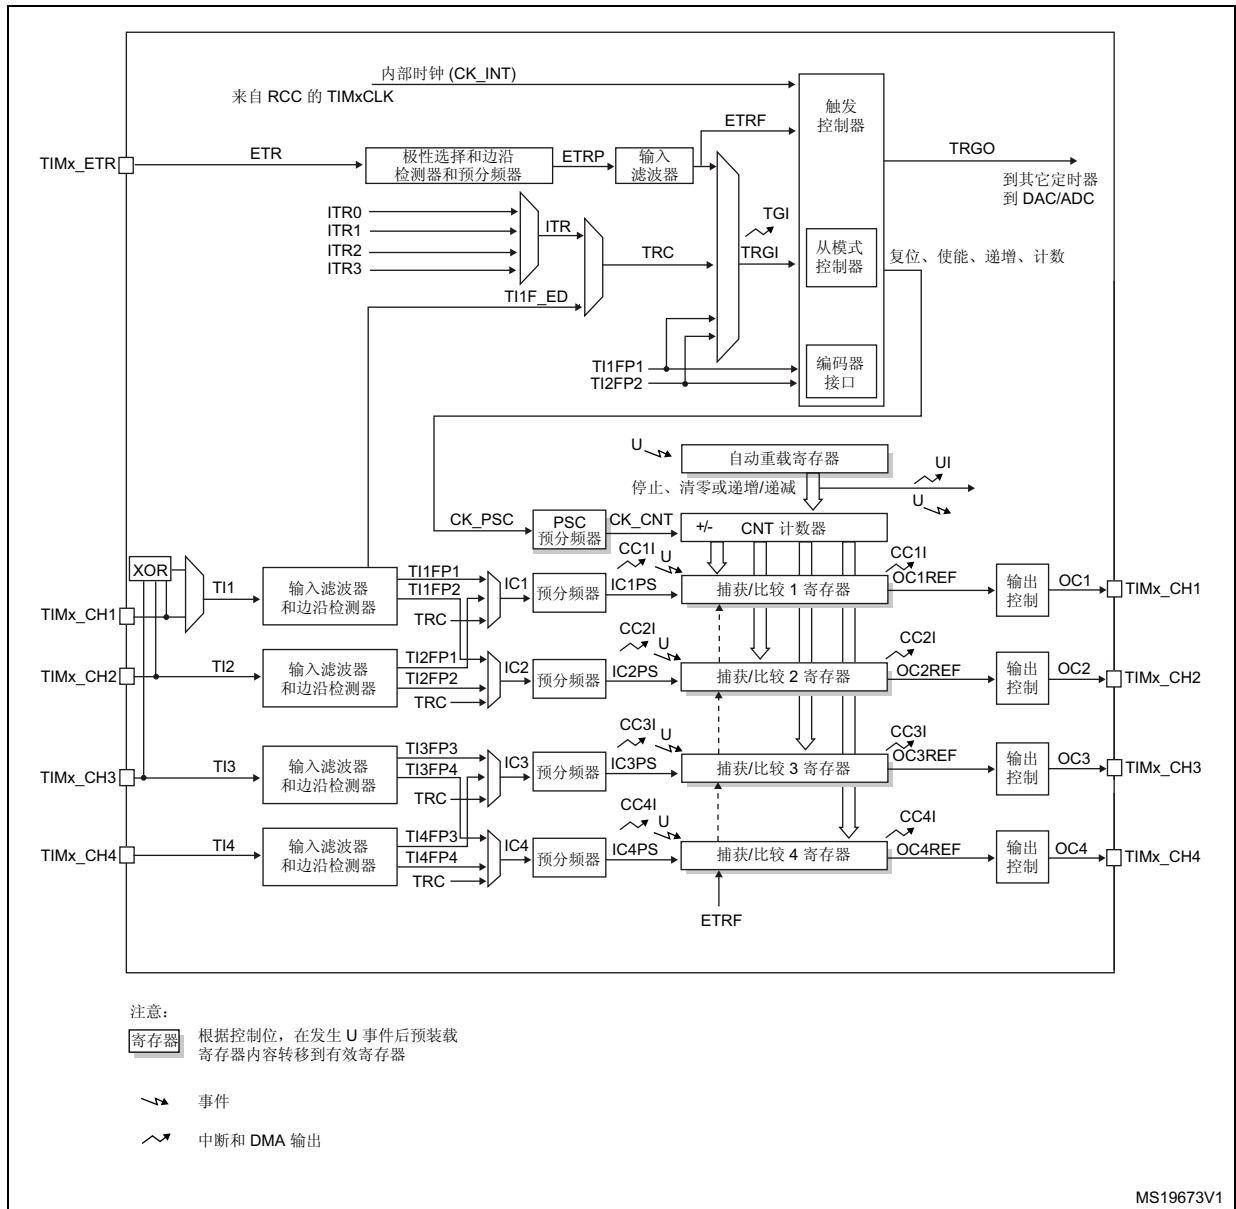 内部时钟 (CK_INT)
来自 RCC 的 TIMxCLK
触发
控制器
ETRF
TIMx_ETR
ETR
极性选择和边沿
检测器和预分频器
ETRP
输入
滤波器
TRGO
到其它定时器
到 DAC/ADC
ITR0
ITR1
ITR2
ITR3
ITR
TRC
TGI
TRGI
从模式
控制器
复位、使能、递增、计数
TI1F_ED
TI1FP1
TI2FP2
编码器
接口
U
自动重载寄存器
UI
停止、清零或递增/递减
U
CK_PSC
PSC
预分频器
CK_CNT
+/-
CNT 计数器
XOR
TI1
TIMx_CH1
输入滤波器
和边沿检测器
TI1FP1
TI1FP2
TRC
IC1
预分频器
CC1I
U
IC1PS
捕获/比较 1 寄存器
CC1I
OC1REF
输出
控制
OC1
TIMx_CH1
TIMx_CH2
TI2
输入滤波器
和边沿检测器
TI2FP1
TI2FP2
TRC
IC2
预分频器
CC2I
U
IC2PS
捕获/比较 2 寄存器
CC2I
OC2REF
输出
控制
OC2
TIMx_CH2
TIMx_CH3
TI3
输入滤波器
和边沿检测器
TI3FP3
TI3FP4
TRC
IC3
预分频器
CC3I
U
IC3PS
捕获/比较 3 寄存器
CC3I
OC3REF
输出
控制
OC3
TIMx_CH3
TIMx_CH4
TI4
输入滤波器
和边沿检测器
TI4FP3
TI4FP4
TRC
IC4
预分频器
CC4I
U
IC4PS
捕获/比较 4 寄存器
CC4I
OC4REF
输出
控制
OC4
TIMx_CH4
ETRF
注意：
寄存器
根据控制位，在发生 U 事件后预装载
寄存器内容转移到有效寄存器
事件
中断和 DMA 输出
MS19673V1